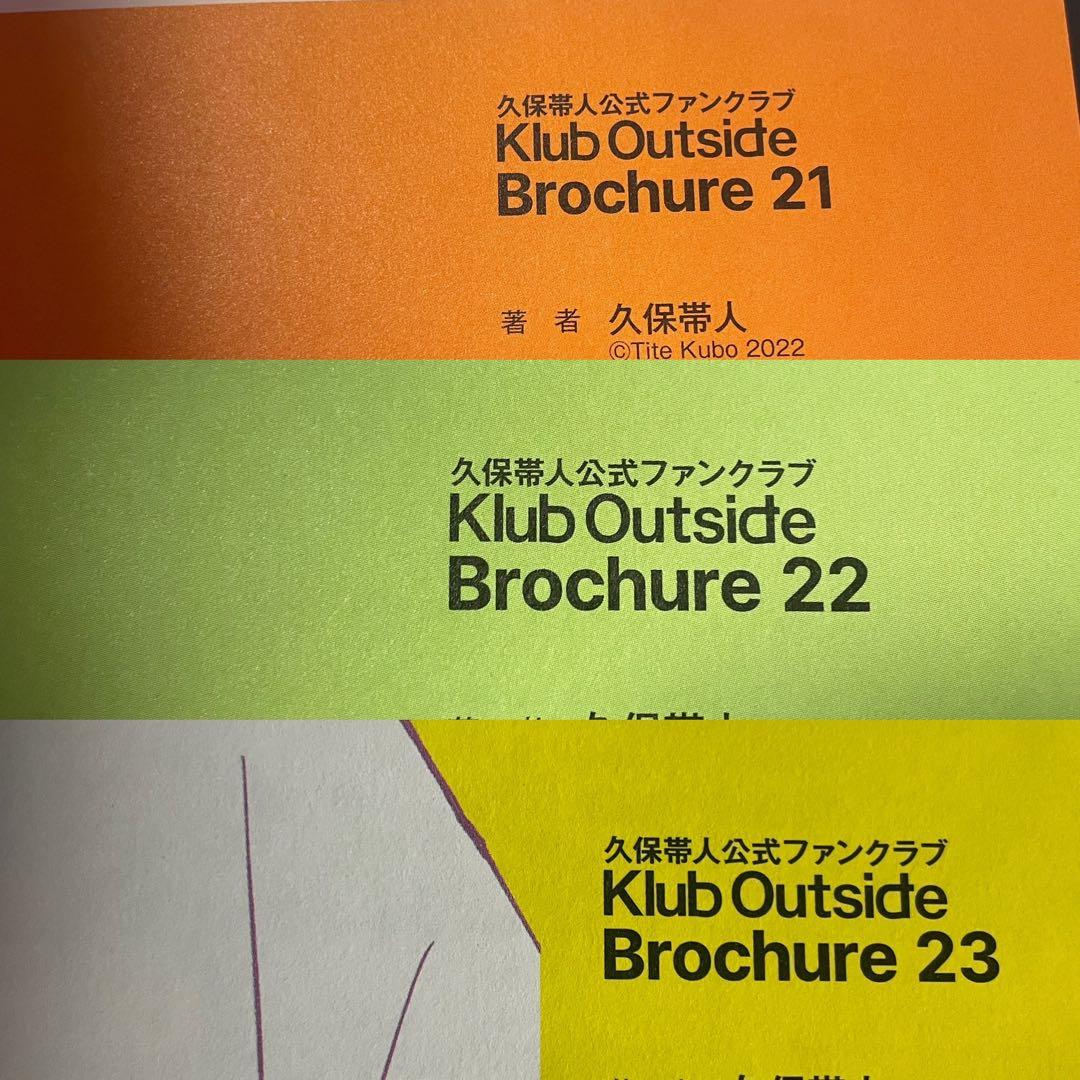 久保帯人公式ファンクラブ
Klub Outside
Brochure 21
著 者 久保帯人
©Tite Kubo 2022
久保帯人公式ファンクラブ
Klub Outside
Brochure 22
久保帯人公式ファンクラブ
Klub Outside
Brochure 23